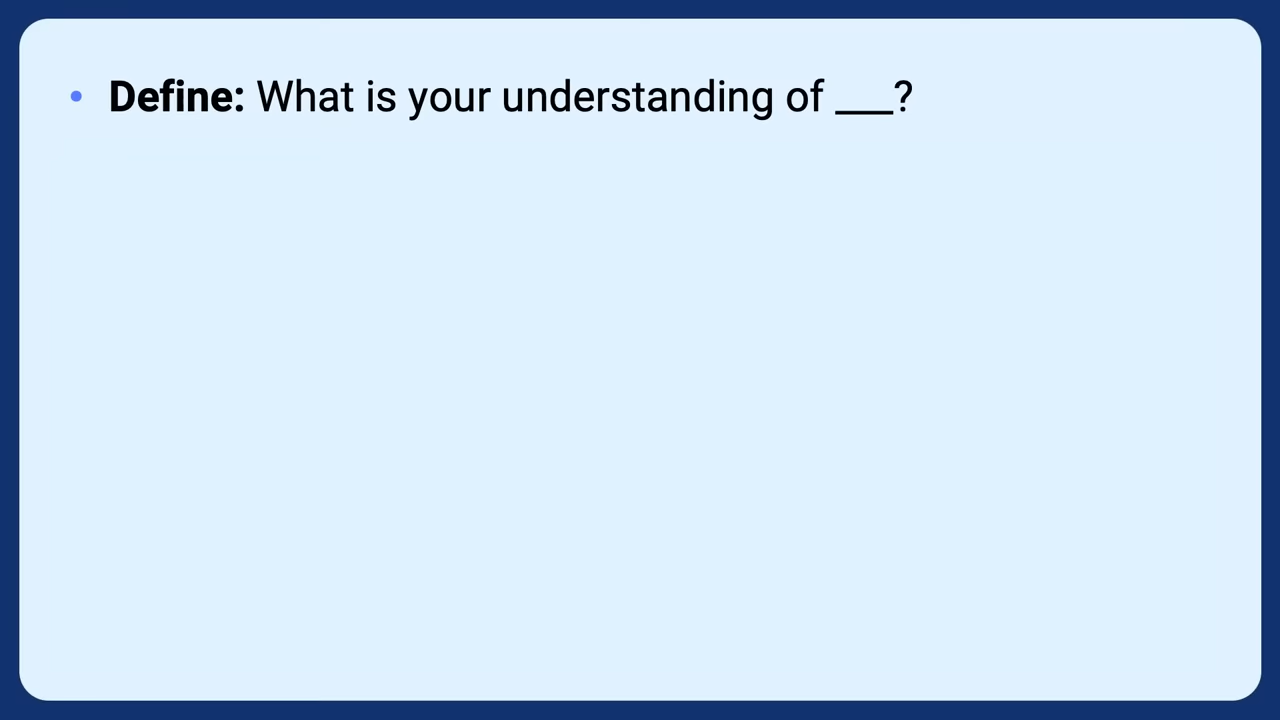 • Define: What is your understanding of ___?